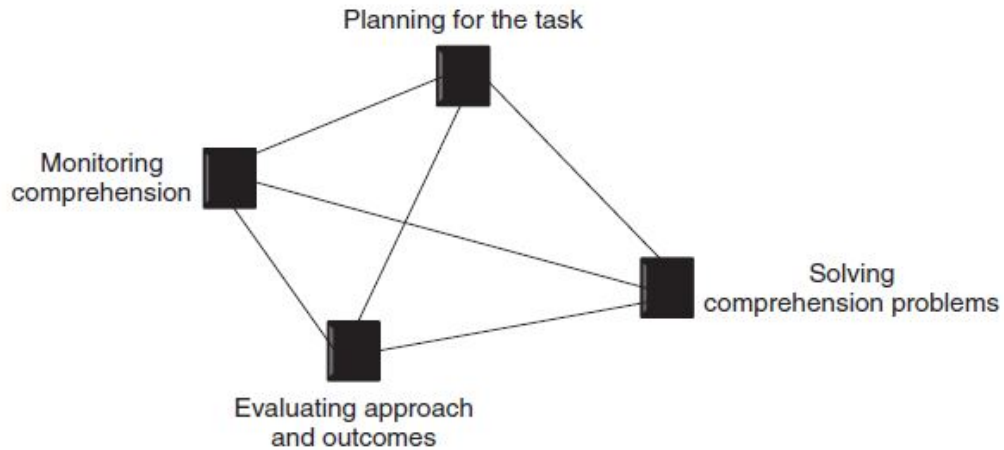 Planning for the task
Monitoring
comprehension
Solving
comprehension problems
Evaluating approach
and outcomes